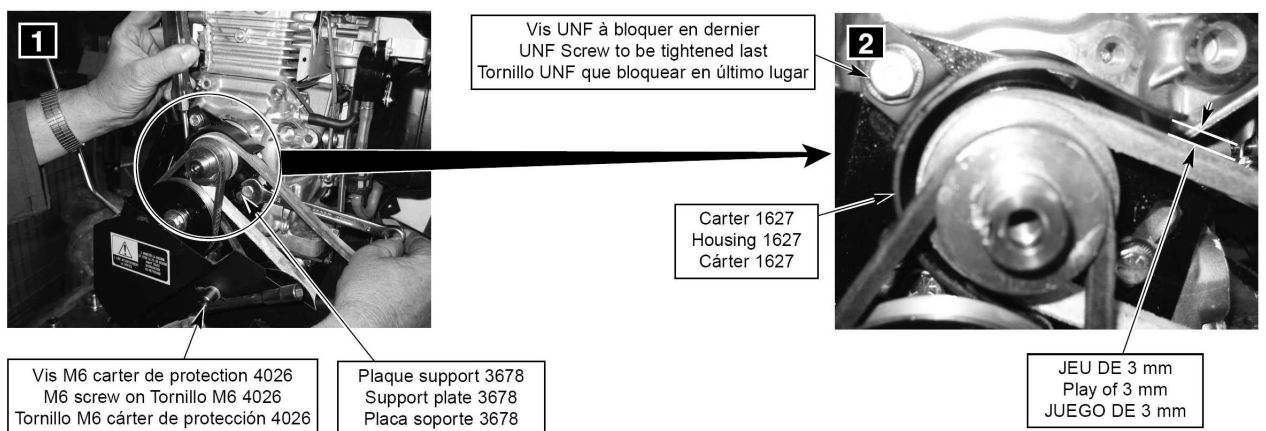 1
Vis UNF à bloquer en dernier
UNF Screw to be tightened last
Tornillo UNF que bloquear en último lugar
2
Carter 1627
Housing 1627
Cárter 1627
Vis M6 carter de protection 4026
M6 screw on Tornillo M6 4026
Tornillo M6 cárter de protección 4026
Plaque support 3678
Support plate 3678
Placa soporte 3678
JEU DE 3 mm
Play of 3 mm
JUEGO DE 3 mm